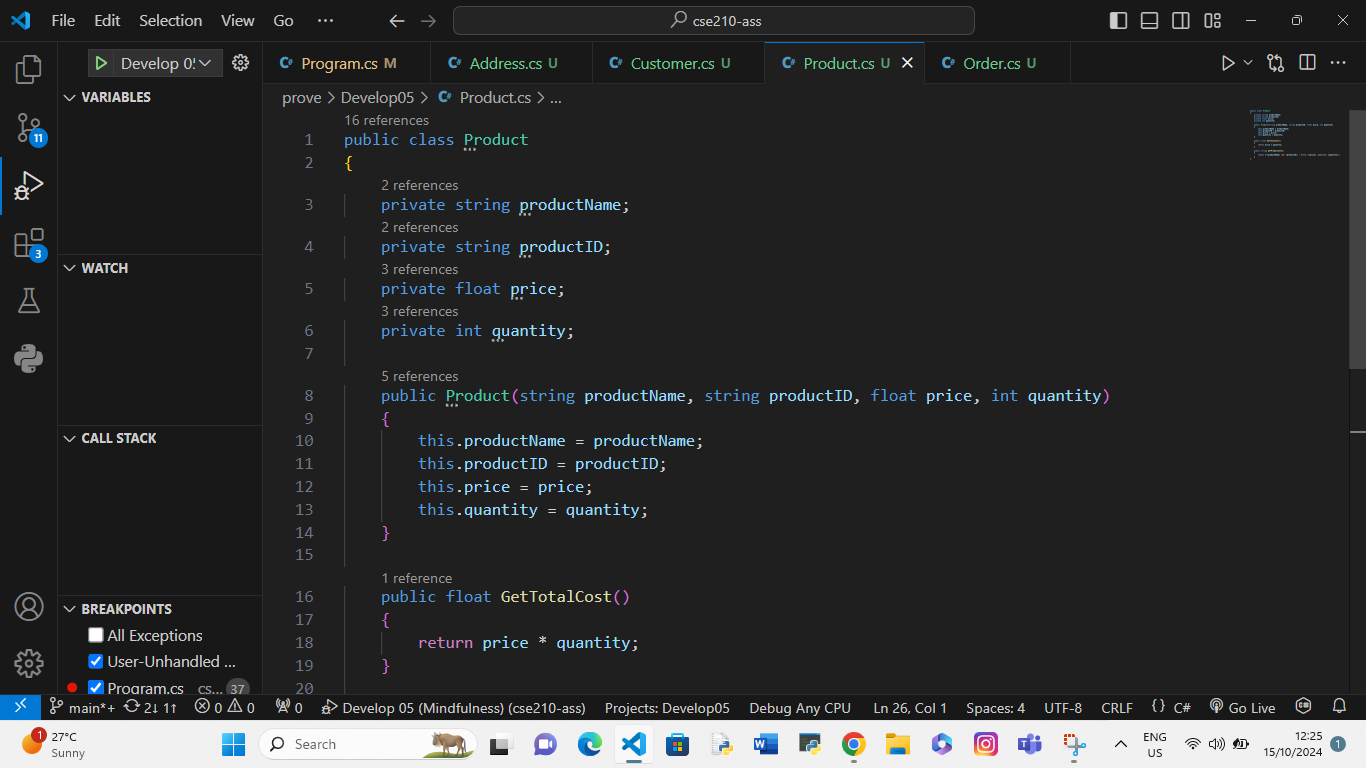 File Edit Selection View Go ... cse210-ass
Develop 0! Program.cs M Address.cs U Customer.cs U Product.cs U Order.cs U
VARIABLES
WATCH
CALL STACK
BREAKPOINTS
All Exceptions
User-Unhandled ...
Program.cs cs... 37
11
3
prove > Develop05 > Product.cs > ...
16 references
1 public class Product
2 {
2 references
3 private string productName;
2 references
4 private string productID;
3 references
5 private float price;
3 references
6 private int quantity;
7
5 references
8 public Product(string productName, string productID, float price, int quantity)
9 {
10 this.productName = productName;
11 this.productID = productID;
12 this.price = price;
13 this.quantity = quantity;
14 }
15
1 reference
16 public float GetTotalCost()
17 {
18 return price * quantity;
19 }
20
main*+ 2↓ 1↑ 0 0 0 Develop 05 (Mindfulness) (cse210-ass) Projects: Develop05 Debug Any CPU Ln 26, Col 1 Spaces: 4 UTF-8 CRLF {} C# Go Live
1 27°C
Sunny
Search
ENG
US
12:25
15/10/2024
1